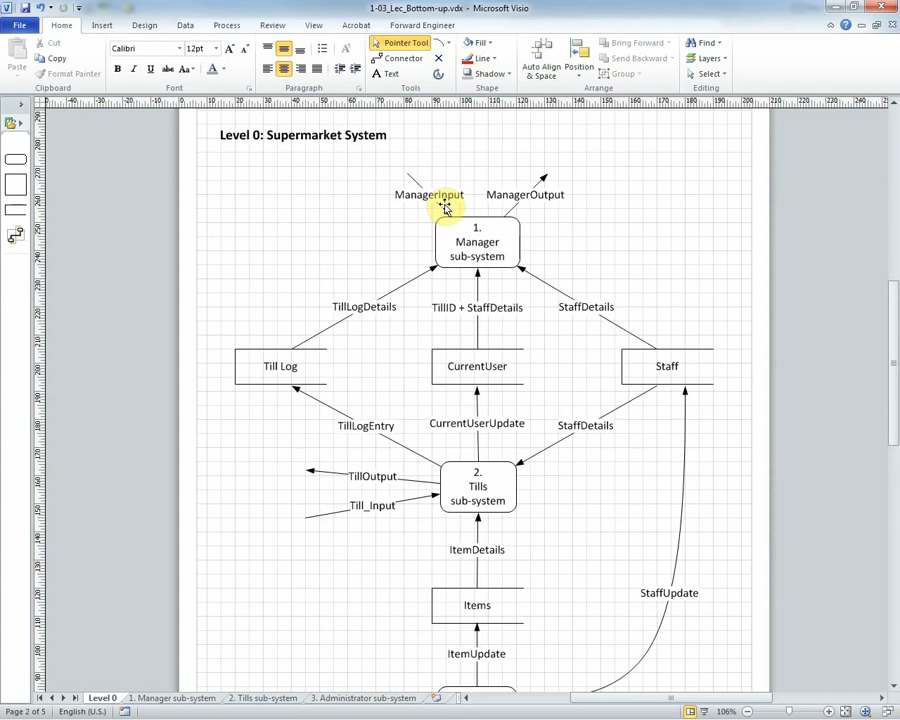 1-03_Lec_Bottom-up.vdx - Microsoft Visio
File Home Insert Design Data Process Review View Acrobat Forward Engineer
Paste
Cut
Copy
Format Painter
Clipboard
Calibri 12pt
B I U abc Aa A
Font
Paragraph
Pointer Tool
Connector
Text
Tools
Fill
Line
Shadow
Shape
Auto Align & Space
Position
Bring Forward
Send Backward
Group
Arrange
Find
Layers
Select
Editing
Level 0: Supermarket System
ManagerInput ManagerOutput
1.
Manager
sub-system
TillLogDetails TillID + StaffDetails StaffDetails
Till Log CurrentUser Staff
TillLogEntry CurrentUserUpdate StaffDetails
2.
Tills
sub-system
TillOutput
Till_Input
ItemDetails
StaffUpdate
Items
ItemUpdate
Level 0 1. Manager sub-system 2. Tills sub-system 3. Administrator sub-system
Page 2 of 5 English (U.S.) 106%